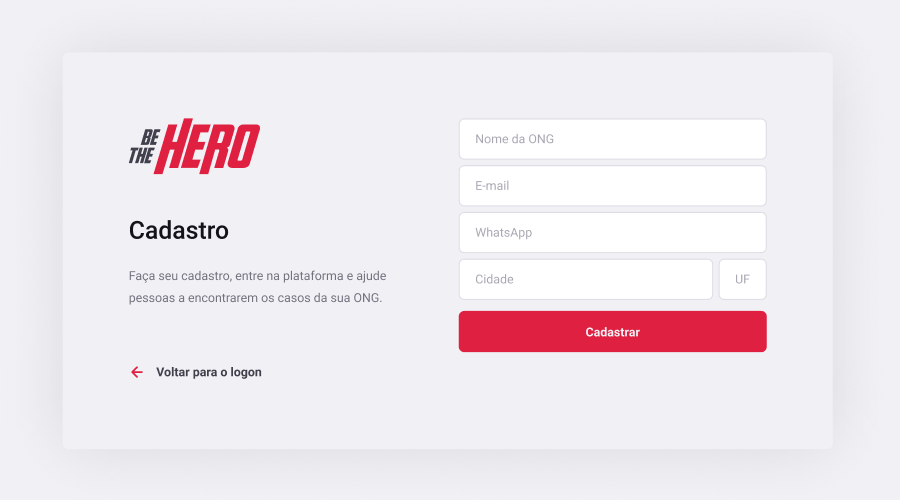 BE
THE HERO
Cadastro
Faça seu cadastro, entre na plataforma e ajude
pessoas a encontrarem os casos da sua ONG.
Voltar para o logon
Nome da ONG
E-mail
WhatsApp
Cidade UF
Cadastrar